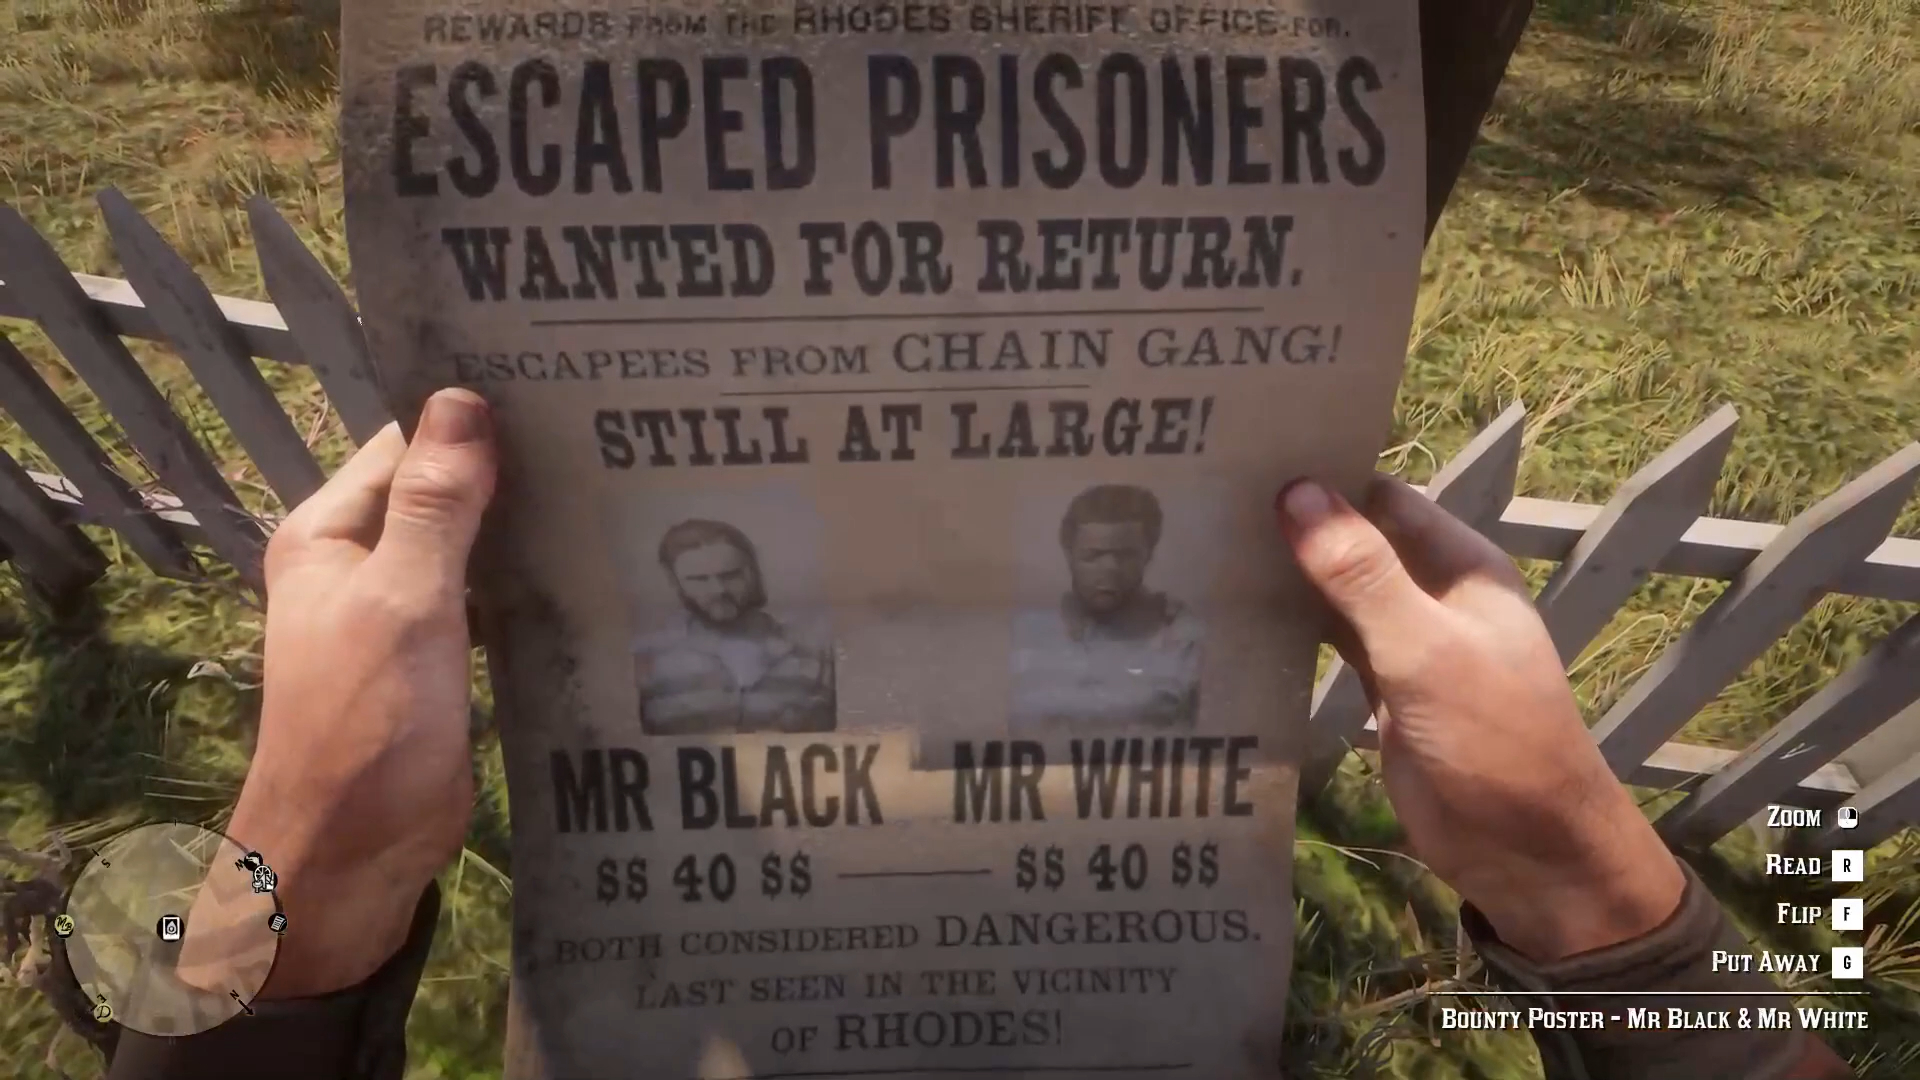 REWARDS FROM THE RHODES SHERIFF OFFICE FOR.
ESCAPED PRISONERS
WANTED FOR RETURN.
ESCAPEES FROM CHAIN GANG!
STILL AT LARGE!
MR BLACK MR WHITE
$$ 40 $$ $$ 40 $$
BOTH CONSIDERED DANGEROUS.
LAST SEEN IN THE VICINITY
OF RHODES!
ZOOM
READ R
FLIP F
PUT AWAY G
BOUNTY POSTER - MR BLACK & MR WHITE
S
W
E
N
D